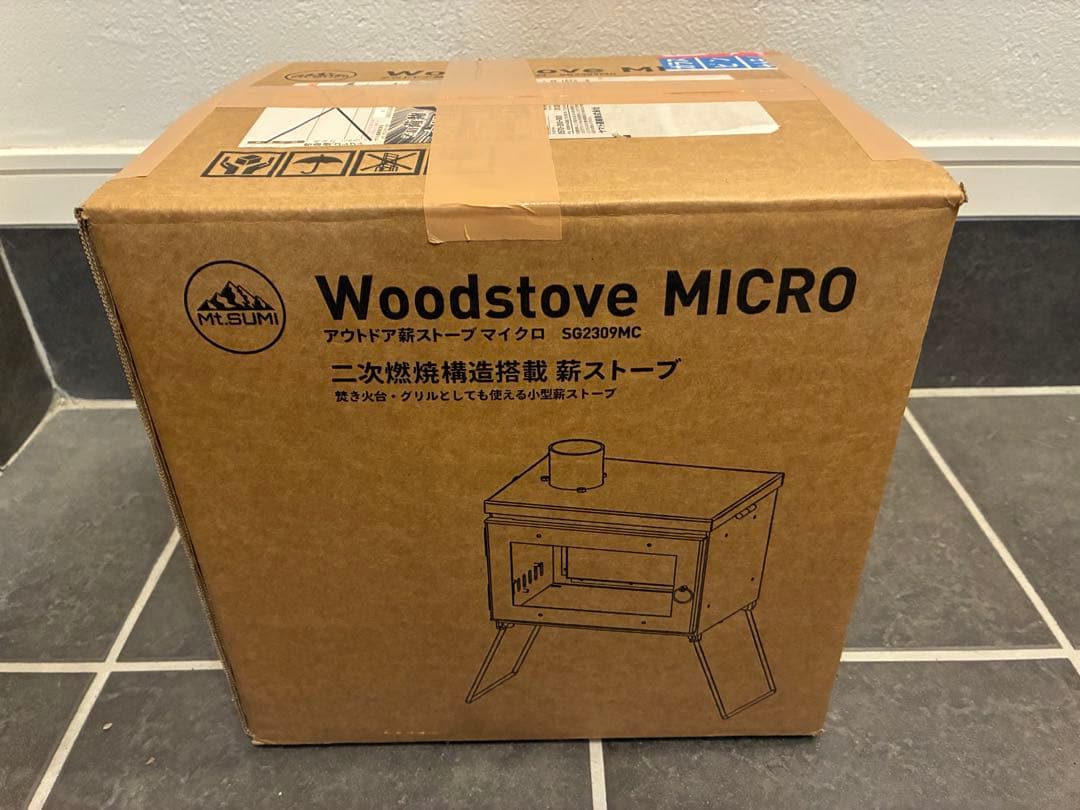 Woodstove MICRO
Mt.SUMI
アウトドア薪ストーブ マイクロ SG2309MC
二次燃焼構造搭載 薪ストーブ
焚き火台・グリルとしても使える小型薪ストーブ